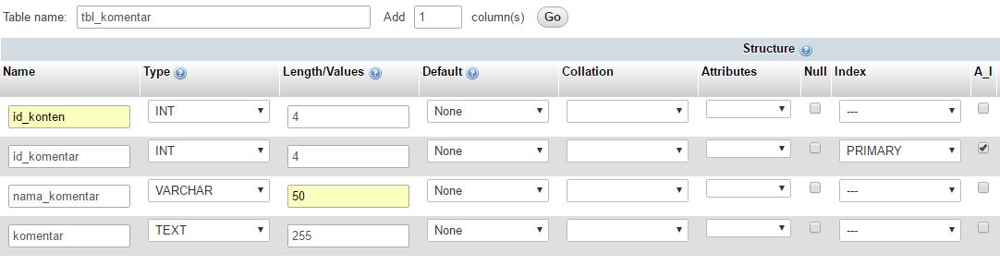 Table name: tbl_komentar Add 1 column(s) Go
Structure
Name Type Length/Values Default Collation Attributes Null Index A_I
id_konten INT 4 None ---
id_komentar INT 4 None PRIMARY
nama_komentar VARCHAR 50 None ---
komentar TEXT 255 None ---